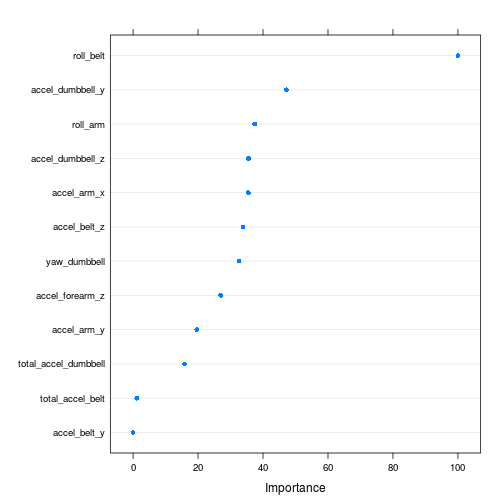 roll_belt
accel_dumbbell_y
roll_arm
accel_dumbbell_z
accel_arm_x
accel_belt_z
yaw_dumbbell
accel_forearm_z
accel_arm_y
total_accel_dumbbell
total_accel_belt
accel_belt_y
0 20 40 60 80 100
Importance